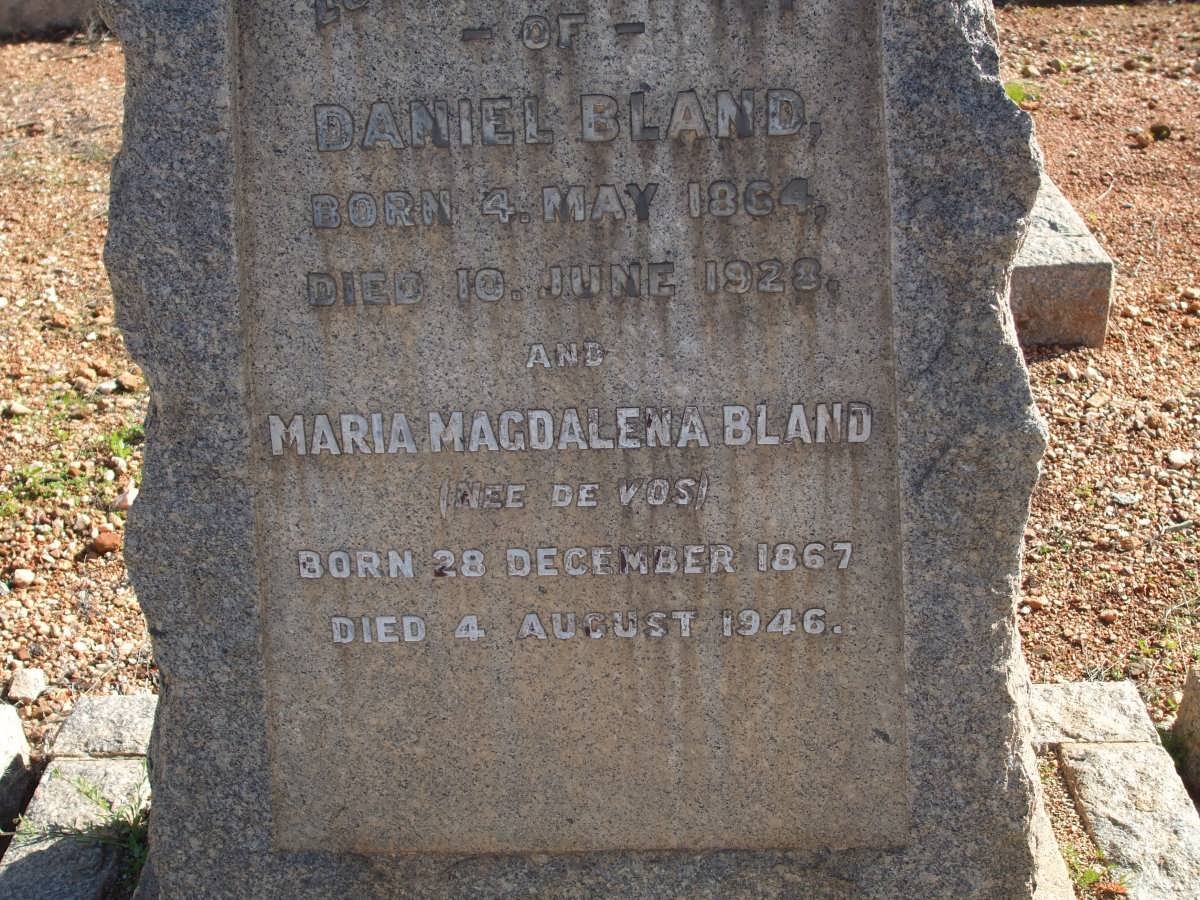 - OF -
DANIEL BLAND,
BORN 4. MAY 1864,
DIED 10. JUNE 1928,
AND
MARIA MAGDALENA BLAND
(NEE DE VOS)
BORN 28 DECEMBER 1867
DIED 4 AUGUST 1946.